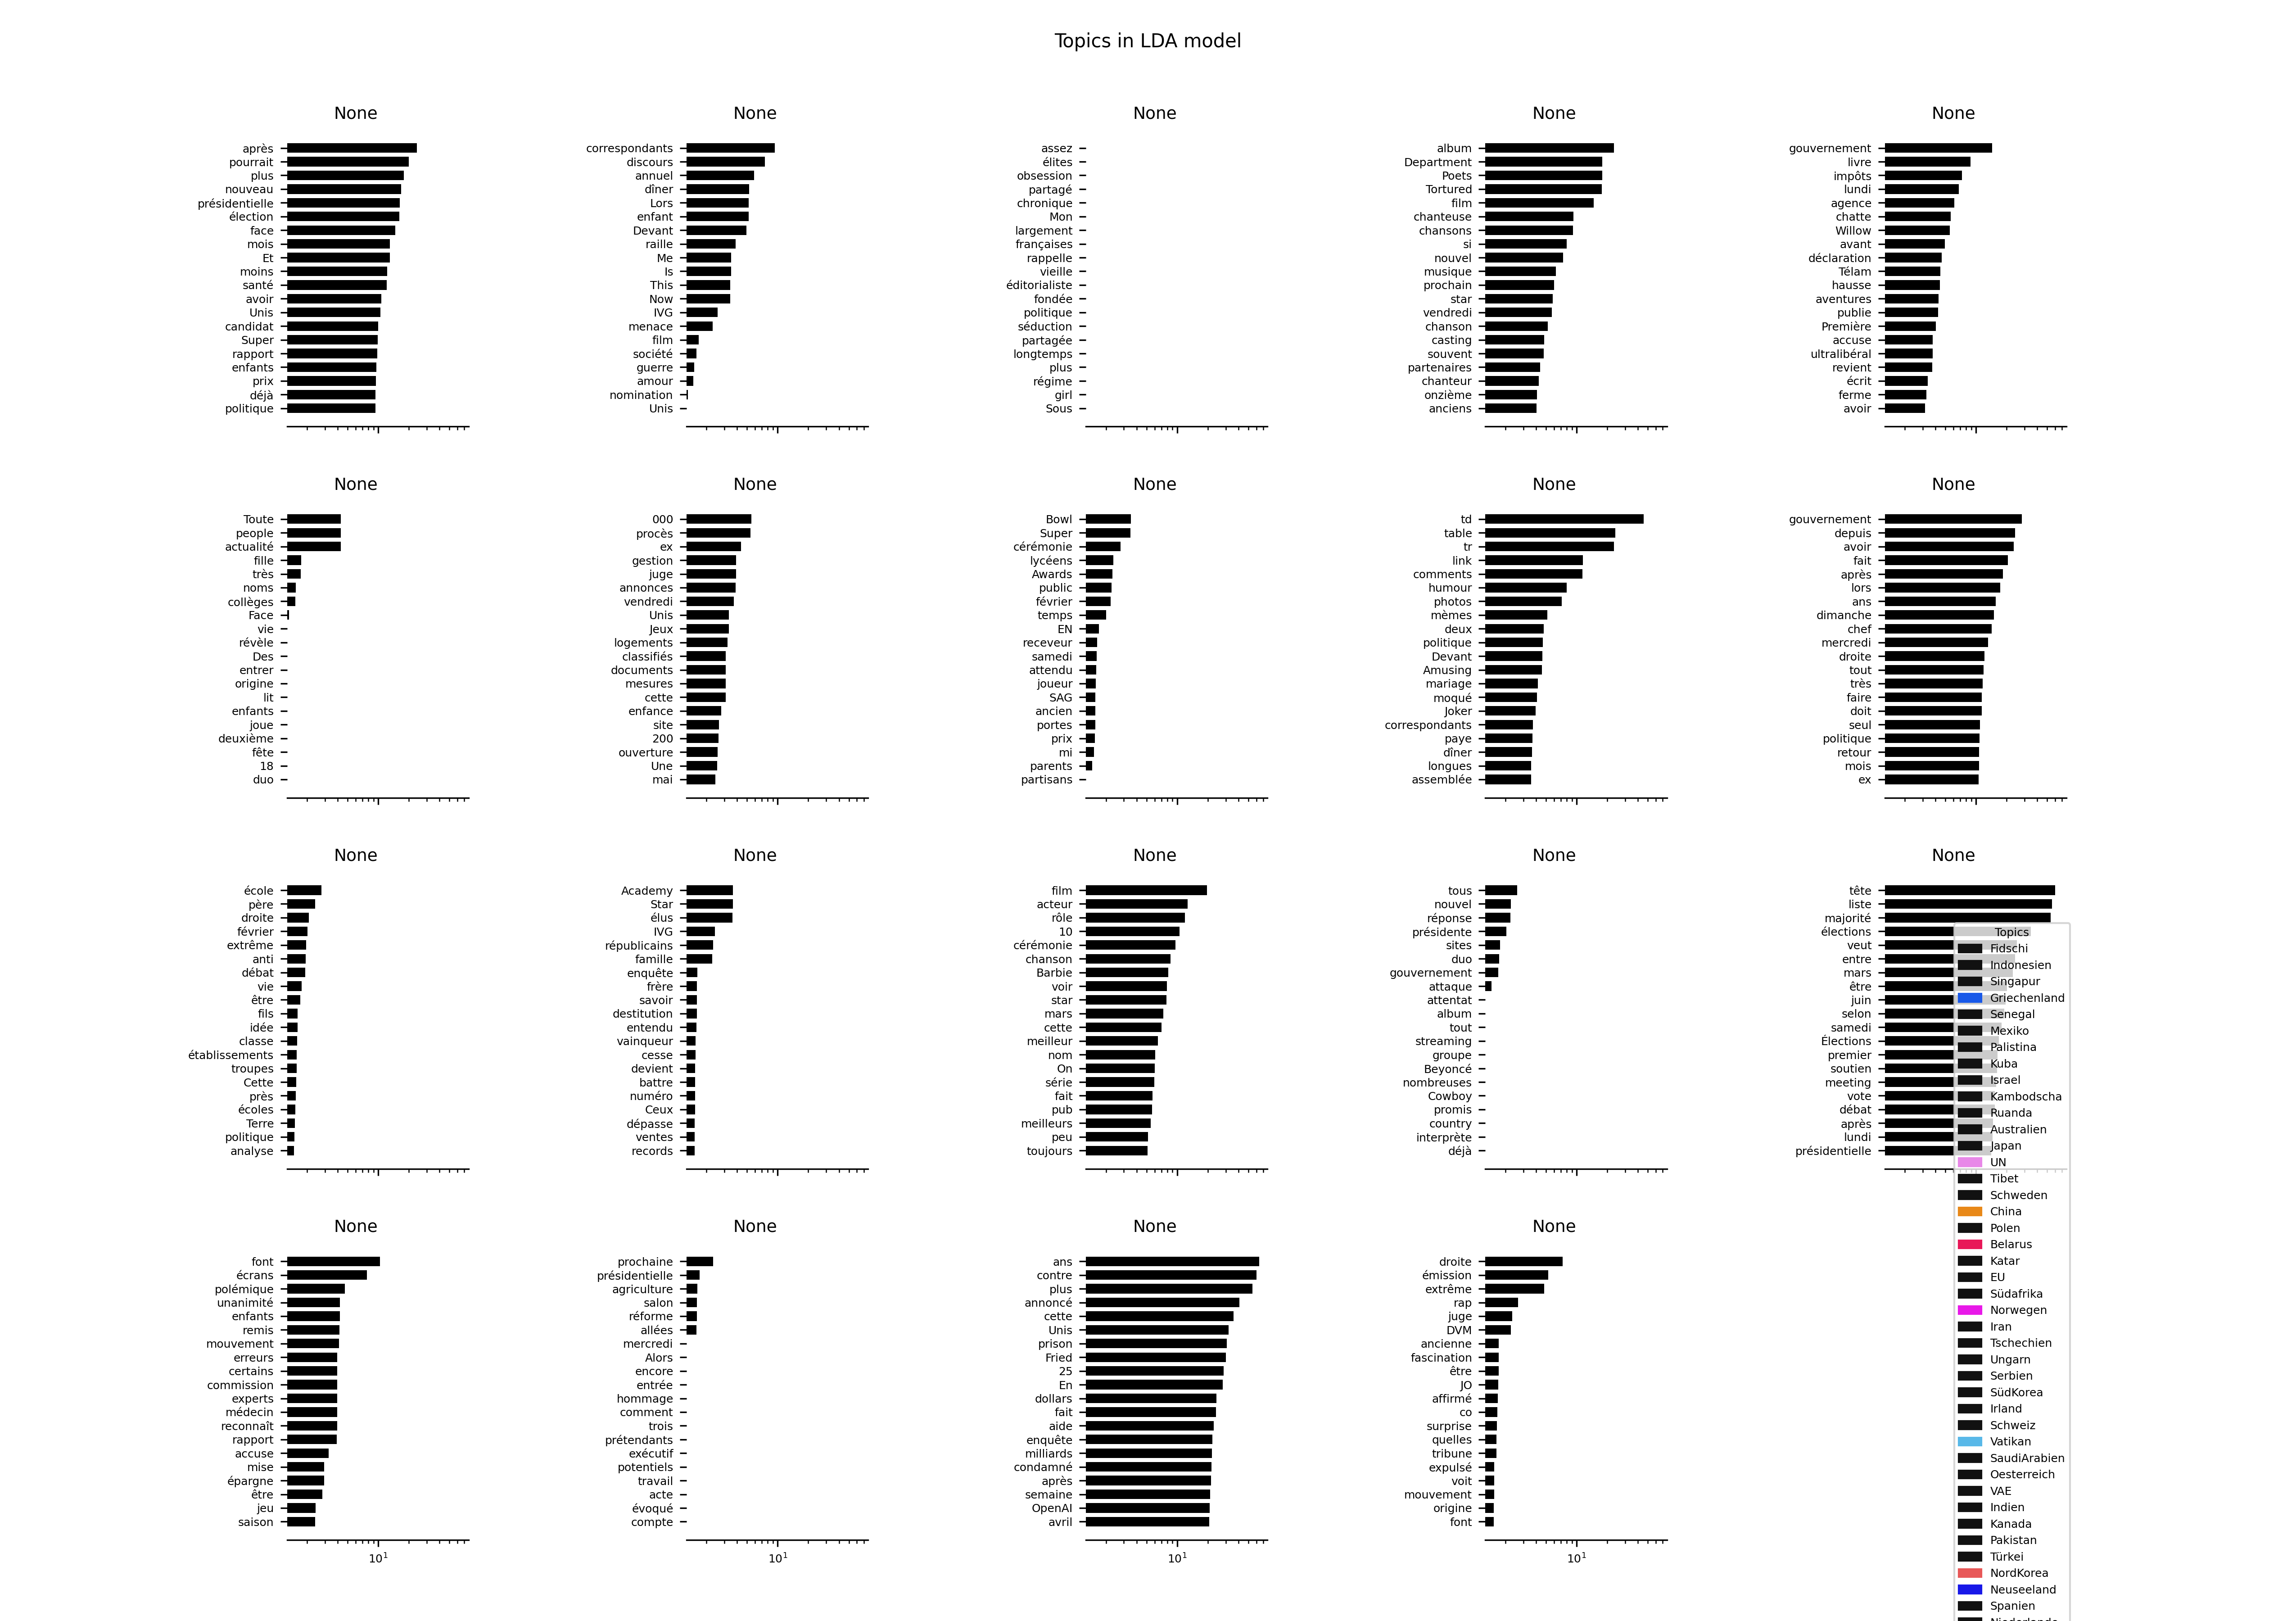 Topics in LDA model
None
après
pourrait
plus
nouveau
présidentielle
élection
face
mois
Et
moins
santé
avoir
Unis
candidat
Super
rapport
enfants
prix
déjà
politique
None
correspondants
discours
annuel
dîner
Lors
enfant
Devant
raille
Me
Is
This
Now
IVG
menace
film
société
guerre
amour
nomination
Unis
None
assez
élites
obsession
partagé
chronique
Mon
largement
françaises
rappelle
vieille
éditorialiste
fondée
politique
séduction
partagée
longtemps
plus
régime
girl
Sous
None
album
Department
Poets
Tortured
film
chanteuse
chansons
si
nouvel
musique
prochain
star
vendredi
chanson
casting
souvent
partenaires
chanteur
onzième
anciens
None
gouvernement
livre
impôts
lundi
agence
chatte
Willow
avant
déclaration
Télam
hausse
aventures
publie
Première
accuse
ultralibéral
revient
écrit
ferme
avoir
None
Toute
people
actualité
fille
très
noms
collèges
Face
vie
révèle
Des
entrer
origine
lit
enfants
joue
deuxième
fête
18
duo
None
000
procès
ex
gestion
juge
annonces
vendredi
Unis
Jeux
logements
classifiés
documents
mesures
cette
enfance
site
200
ouverture
Une
mai
None
Bowl
Super
cérémonie
lycéens
Awards
public
février
temps
EN
receveur
samedi
attendu
joueur
SAG
ancien
portes
prix
mi
parents
partisans
None
td
table
tr
link
comments
humour
photos
mèmes
deux
politique
Devant
Amusing
mariage
moqué
Joker
correspondants
paye
dîner
longues
assemblée
None
gouvernement
depuis
avoir
fait
après
lors
ans
dimanche
chef
mercredi
droite
tout
très
faire
doit
seul
politique
retour
mois
ex
None
école
père
droite
février
extrême
anti
débat
vie
être
fils
idée
classe
établissements
troupes
Cette
près
écoles
Terre
politique
analyse
None
Academy
Star
élus
IVG
républicains
famille
enquête
frère
savoir
destitution
entendu
vainqueur
cesse
devient
battre
numéro
Ceux
dépasse
ventes
records
None
film
acteur
rôle
10
cérémonie
chanson
Barbie
voir
star
mars
cette
meilleur
nom
On
série
fait
pub
meilleurs
peu
toujours
None
tous
nouvel
réponse
présidente
sites
duo
gouvernement
attaque
attentat
album
tout
streaming
groupe
Beyoncé
nombreuses
Cowboy
promis
country
interprète
déjà
None
tête
liste
majorité
élections
veut
entre
mars
être
juin
selon
samedi
Élections
premier
soutien
meeting
vote
débat
après
lundi
présidentielle
None
font
écrans
polémique
unanimité
enfants
remis
mouvement
erreurs
certains
commission
experts
médecin
reconnaît
rapport
accuse
mise
épargne
être
jeu
saison
10¹
None
prochaine
présidentielle
agriculture
salon
réforme
allées
mercredi
Alors
encore
entrée
hommage
comment
trois
prétendants
exécutif
potentiels
travail
acte
évoqué
compte
10¹
None
ans
contre
plus
annoncé
cette
Unis
prison
Fried
25
En
dollars
fait
aide
enquête
milliards
condamné
après
semaine
OpenAI
avril
10¹
None
droite
émission
extrême
rap
juge
DVM
ancienne
fascination
être
JO
affirmé
co
surprise
quelles
tribune
expulsé
voit
mouvement
origine
font
10¹
Topics
Fidschi
Indonesien
Singapur
Griechenland
Senegal
Mexiko
Palistina
Kuba
Israel
Kambodscha
Ruanda
Australien
Japan
UN
Tibet
Schweden
China
Polen
Belarus
Katar
EU
Südafrika
Norwegen
Iran
Tschechien
Ungarn
Serbien
SüdKorea
Irland
Schweiz
Vatikan
SaudiArabien
Oesterreich
VAE
Indien
Kanada
Pakistan
Türkei
NordKorea
Neuseeland
Spanien